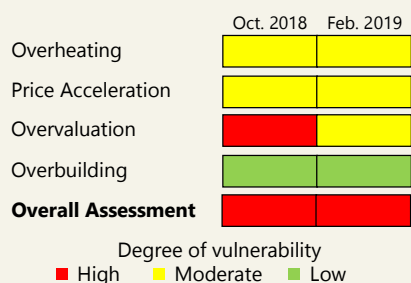 Oct. 2018 Feb. 2019
Overheating
Price Acceleration
Overvaluation
Overbuilding
Overall Assessment
Degree of vulnerability
High Moderate Low